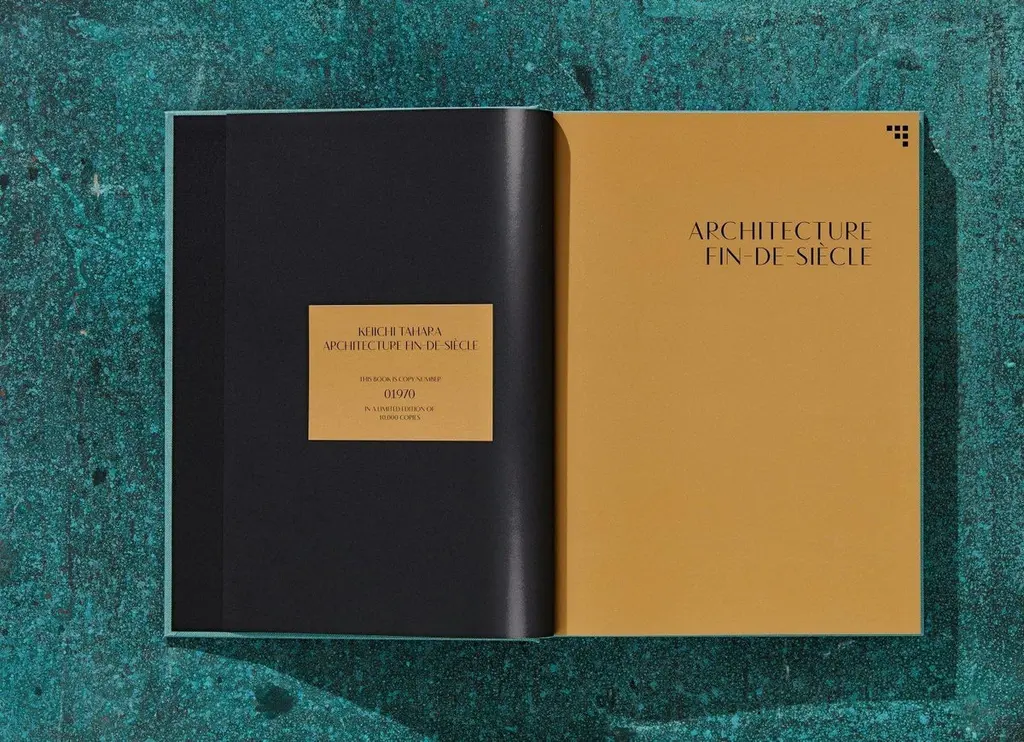 KEIICHI TAHARA
ARCHITECTURE FIN-DE-SIÈCLE
THIS BOOK IS COPY NUMBER
01970
IN A LIMITED EDITION OF
10,000 COPIES
ARCHITECTURE
FIN-DE-SIÈCLE